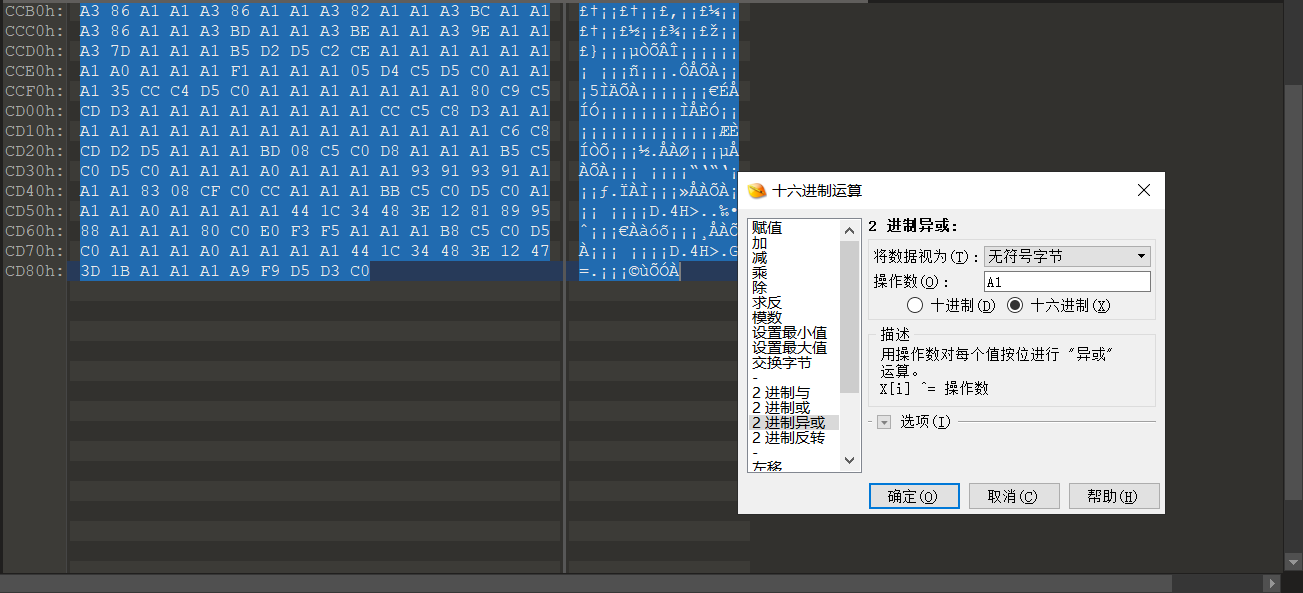 CCB0h: A3 86 A1 A1 A3 86 A1 A1 A3 82 A1 A1 A3 BC A1 A1 £†¡¡£†¡¡£‚¡¡£¼¡¡
CCC0h: A3 86 A1 A1 A3 BD A1 A1 A3 BE A1 A1 A3 9E A1 A1 £†¡¡£½¡¡£¾¡¡£ž¡¡
CCD0h: A3 7D A1 A1 A1 B5 D2 D5 C2 CE A1 A1 A1 A1 A1 A1 £}¡¡¡µÒÕÂÎ¡¡¡¡¡¡
CCE0h: A1 A0 A1 A1 A1 F1 A1 A1 A1 05 D4 C5 D5 C0 A1 A1 ¡ ¡¡¡ñ¡¡¡.ÔÅÕÀ¡¡
CCF0h: A1 35 CC C4 D5 C0 A1 A1 A1 A1 A1 A1 A1 80 C9 C5 ¡5ÌÄÕÀ¡¡¡¡¡¡¡€ÉÅ
CD00h: CD D3 A1 A1 A1 A1 A1 A1 A1 A1 CC C5 C8 D3 A1 A1 ÍÓ¡¡¡¡¡¡¡¡ÌÅÈÓ¡¡
CD10h: A1 A1 A1 A1 A1 A1 A1 A1 A1 A1 A1 A1 A1 A1 C6 C8 ¡¡¡¡¡¡¡¡¡¡¡¡¡¡ÆÈ
CD20h: CD D2 D5 A1 A1 A1 BD 08 C5 C0 D8 A1 A1 A1 B5 C5 ÍÒÕ¡¡¡½.ÅÀØ¡¡¡µÅ
CD30h: C0 D5 C0 A1 A1 A1 A0 A1 A1 A1 A1 93 91 93 91 A1 ÀÕÀ¡¡¡ ¡¡¡¡“‘“‘¡
CD40h: A1 A1 83 08 CF C0 CC A1 A1 A1 BB C5 C0 D5 C0 A1 ¡¡ƒ.ÏÀÌ¡¡¡»ÅÀÕÀ¡
CD50h: A1 A1 A0 A1 A1 A1 A1 44 1C 34 48 3E 12 81 89 95 ¡¡ ¡¡¡¡D.4H>..‰•
CD60h: 88 A1 A1 A1 80 C0 E0 F3 F5 A1 A1 A1 B8 C5 C0 D5 ˆ¡¡¡€Ààóõ¡¡¡¸ÅÀÕ
CD70h: C0 A1 A1 A1 A0 A1 A1 A1 A1 44 1C 34 48 3E 12 47 À¡¡¡ ¡¡¡¡D.4H>.G
CD80h: 3D 1B A1 A1 A1 A9 F9 D5 D3 C0 =.¡¡¡©ùÕÓÀ
十六进制运算
赋值
加
减
乘
除
求反
模数
设置最小值
设置最大值
交换字节
-
2 进制与
2 进制或
2 进制异或
2 进制反转
-
左移
2 进制异或:
将数据视为(T): 无符号字节
操作数(O): A1
十进制(D) 十六进制(X)
描述
用操作数对每个值按位进行 "异或"
运算。
X[i] ^= 操作数
选项(I)
确定(O) 取消(C) 帮助(H)